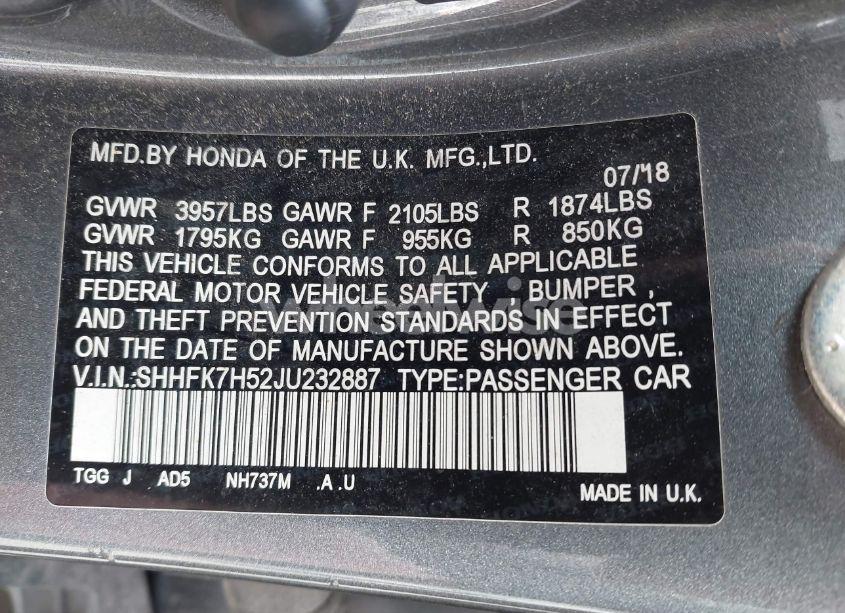 MFD.BY HONDA OF THE U.K. MFG.,LTD.
07/'18
GVWR 3957LBS GAWR F 2105LBS R 1874LBS
GVWR 1795KG GAWR F 955KG R 850KG
THIS VEHICLE CONFORMS TO ALL APPLICABLE
FEDERAL MOTOR VEHICLE SAFETY , BUMPER ,
AND THEFT PREVENTION STANDARDS IN EFFECT
ON THE DATE OF MANUFACTURE SHOWN ABOVE.
V.I.N.:SHHFK7H52JU232887 TYPE:PASSENGER CAR
TGG J AD5 NH737M .A .U
MADE IN U.K.